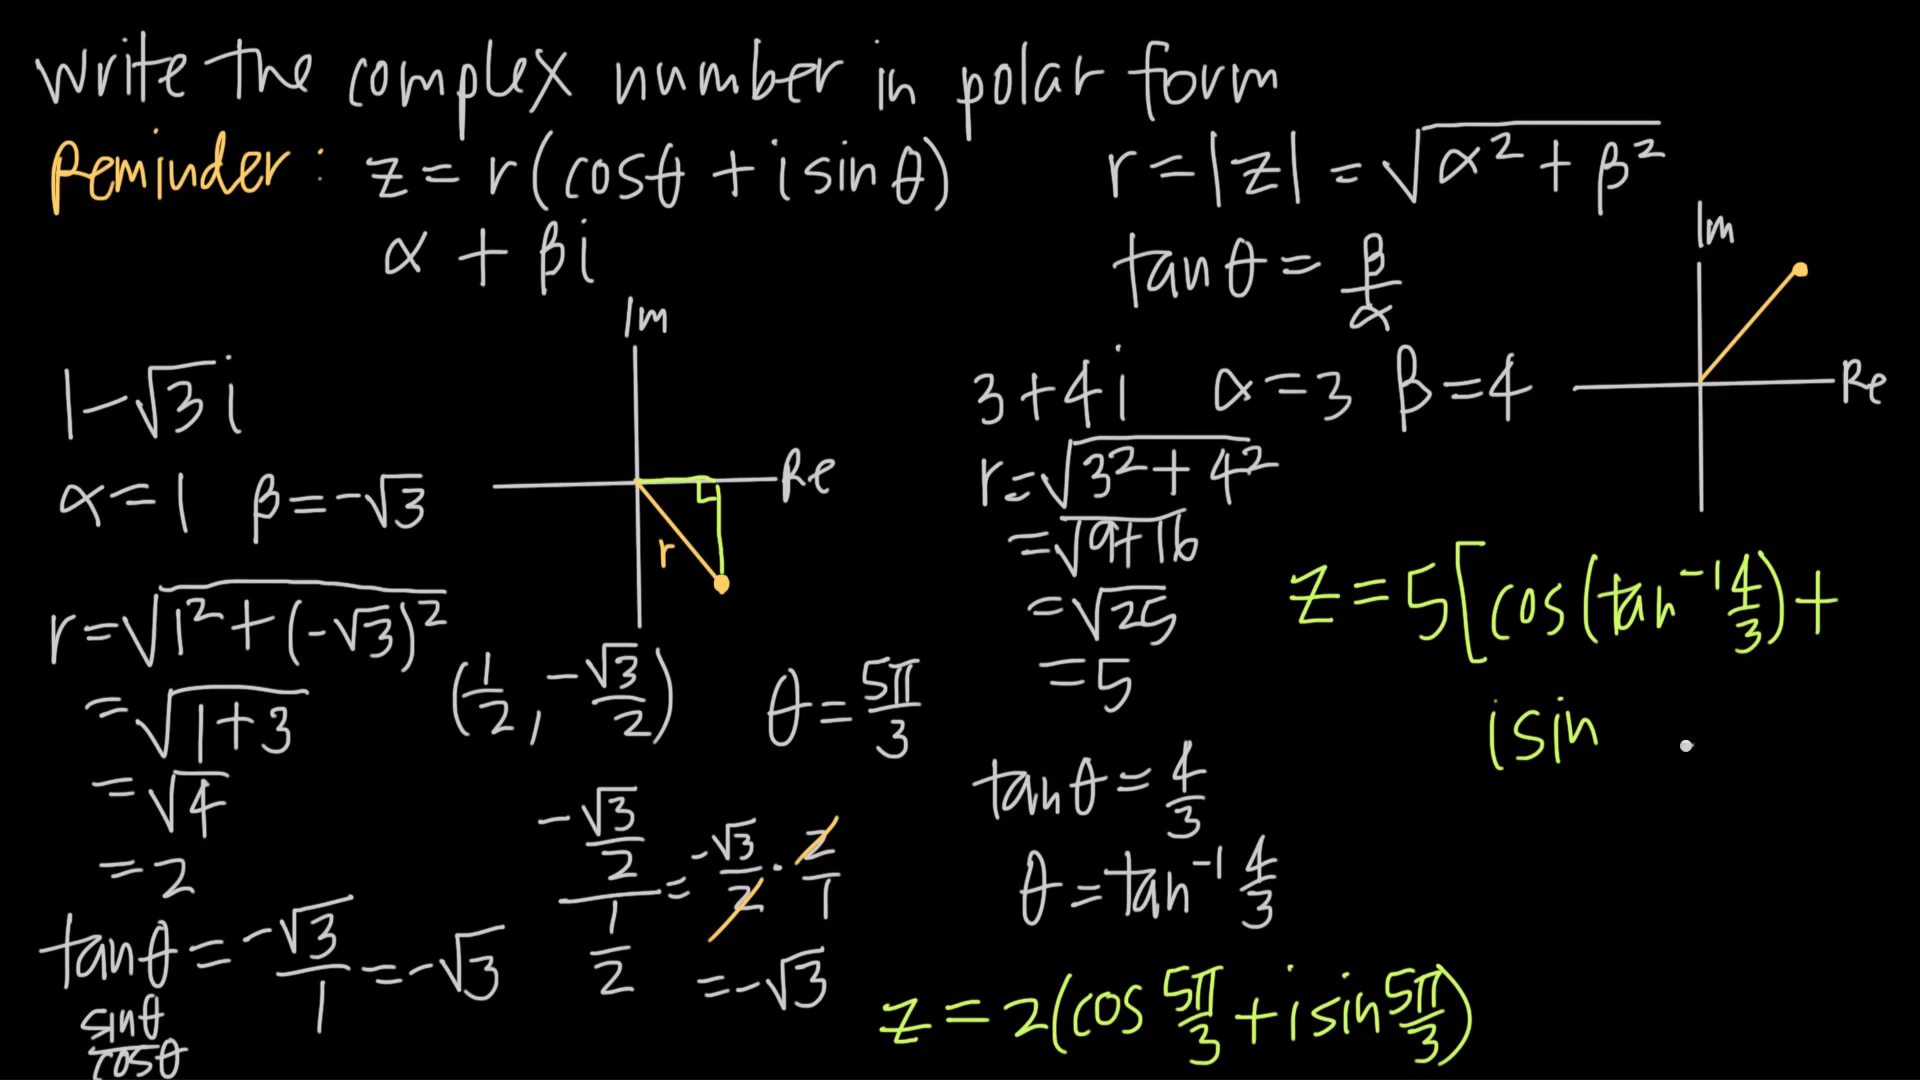 Write the complex number in polar form
Reminder: z = r(cosθ + i sinθ)
α + βi
r = |z| = √(α² + β²)
tanθ = β/α
Im
Re
1 - √3 i
α = 1 β = -√3
r = √(1² + (-√3)²)
= √(1+3)
= √4
= 2
tanθ = -√3/1 = -√3
sinθ/cosθ
Im
Re
r
(1/2, -√3/2) θ = 5π/3
(-√3/2)/(1/2) = -√3/2 · 2/1
= -√3
3 + 4i α = 3 β = 4
r = √(3² + 4²)
= √(9+16)
= √25
= 5
tanθ = 4/3
θ = tan⁻¹ 4/3
z = 5[cos(tan⁻¹ 4/3) +
i sin
z = 2(cos 5π/3 + i sin 5π/3)